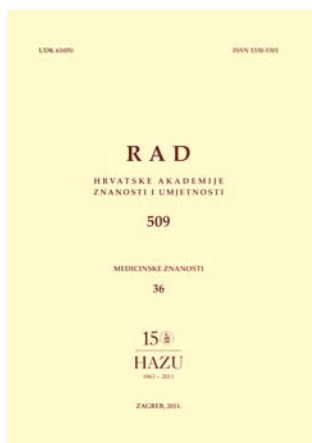 UDK 61(05)
ISSN 1330-5301
RAD
HRVATSKE AKADEMIJE
ZNANOSTI I UMJETNOSTI
509
MEDICINSKE ZNANOSTI
36
15
HAZU
1861 – 2011
ZAGREB, 2011.